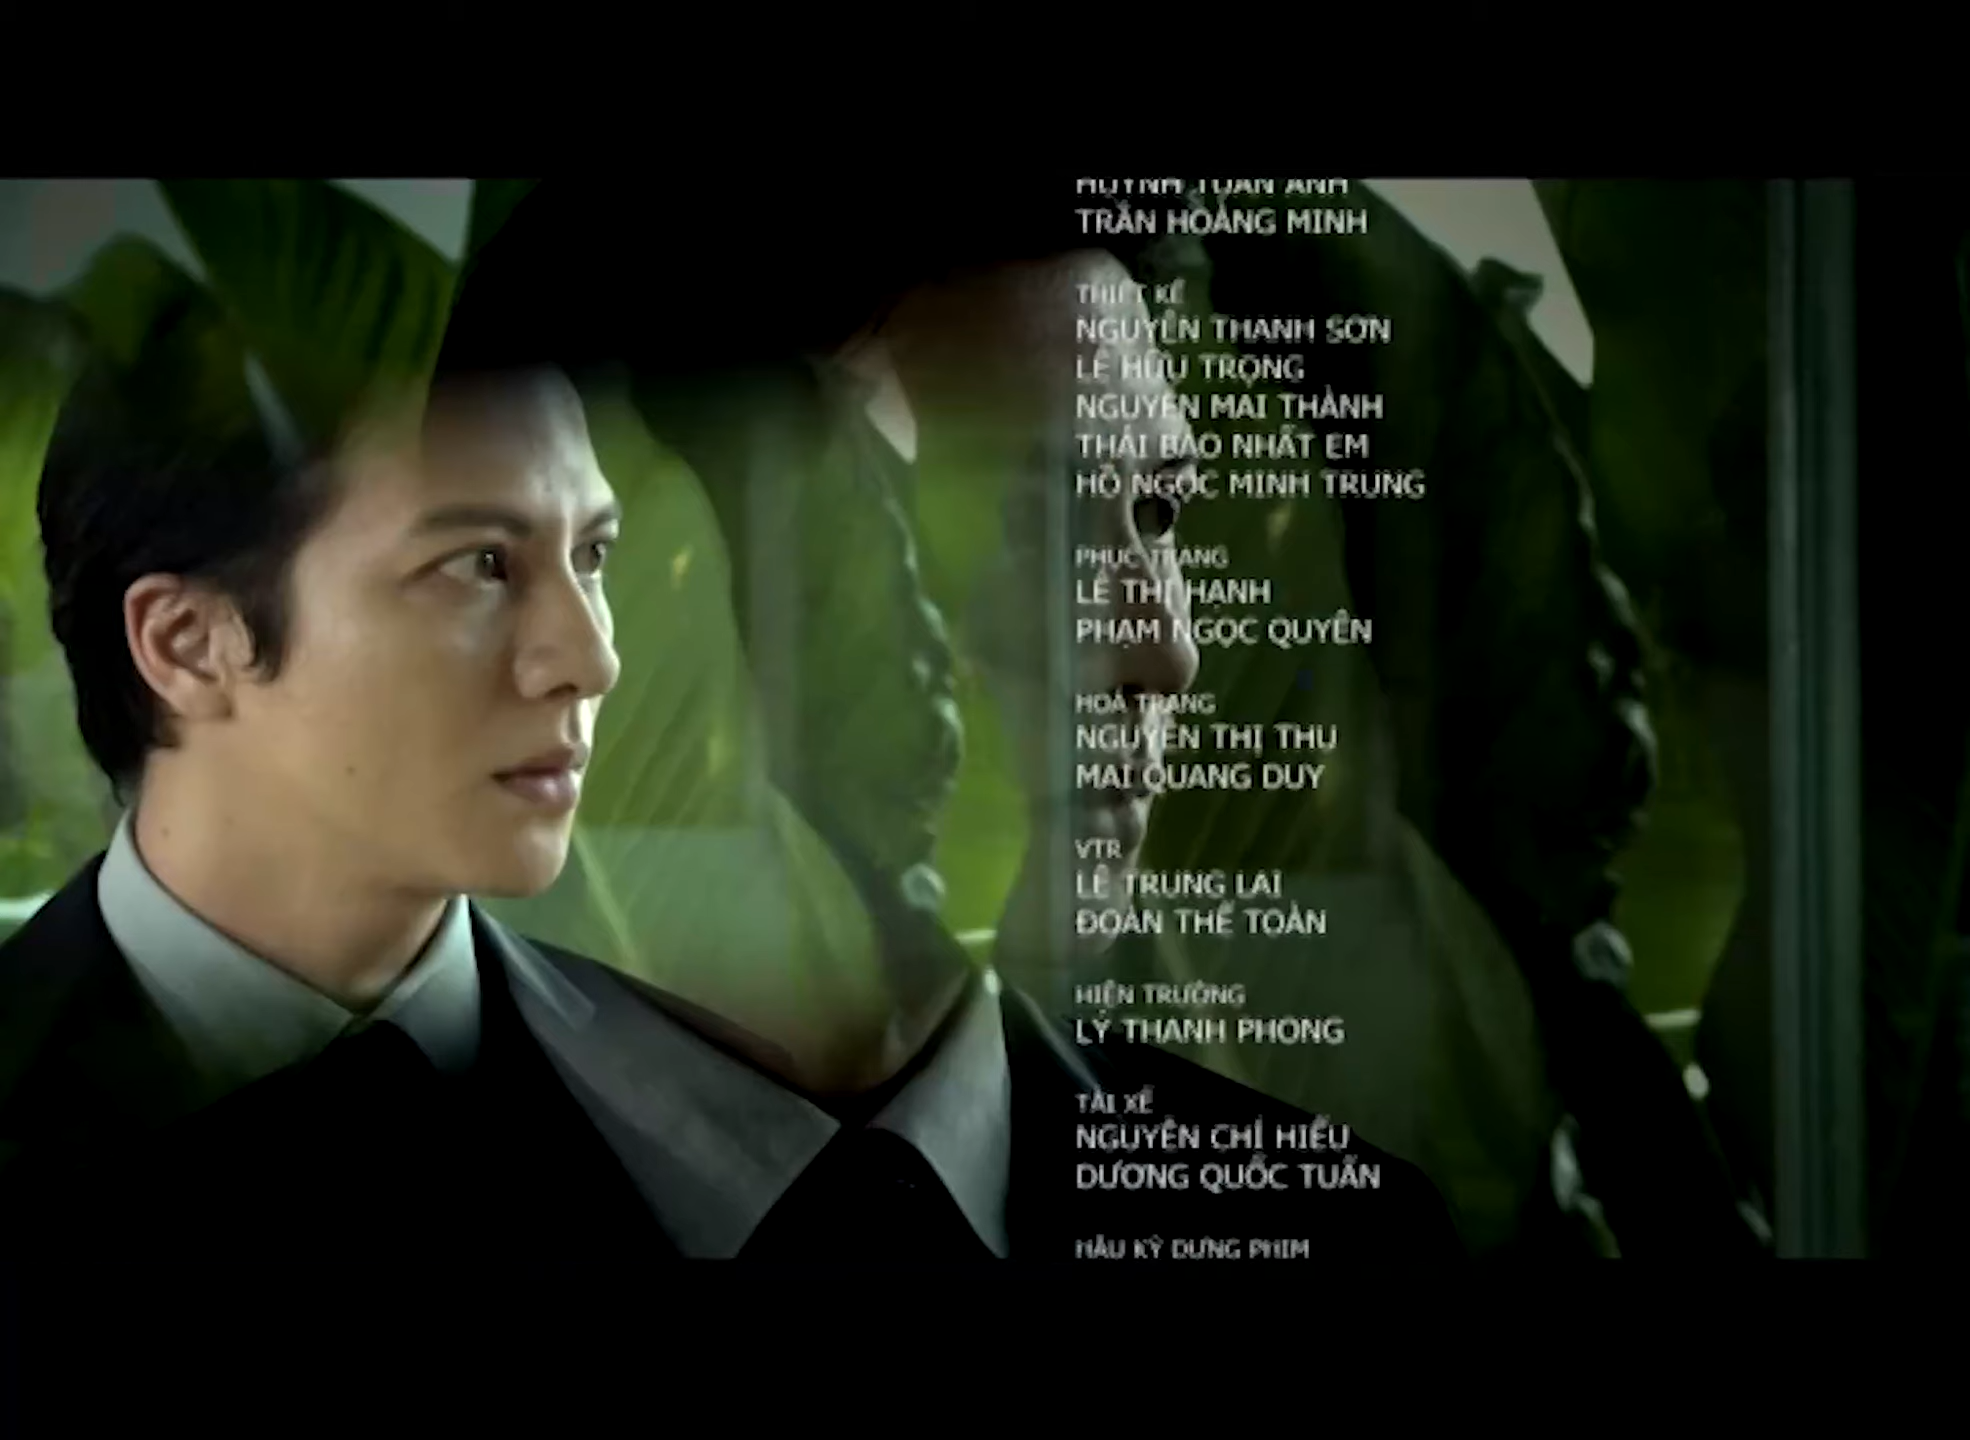 HUỲNH TUẤN ANH
TRẦN HOÀNG MINH
THIẾT KẾ
NGUYỄN THANH SƠN
LÊ HỮU TRỌNG
NGUYỄN MAI THÀNH
THÁI BẢO NHẤT EM
HỒ NGỌC MINH TRUNG
PHỤC TRANG
LÊ THỊ HẠNH
PHẠM NGỌC QUYÊN
HOÁ TRANG
NGUYỄN THỊ THU
MAI QUANG DUY
VTR
LÊ TRUNG LAI
ĐOÀN THẾ TOÀN
HIỆN TRƯỜNG
LÝ THANH PHONG
TÀI XẾ
NGUYỄN CHÍ HIẾU
DƯƠNG QUỐC TUẤN
HẬU KỲ DỰNG PHIM